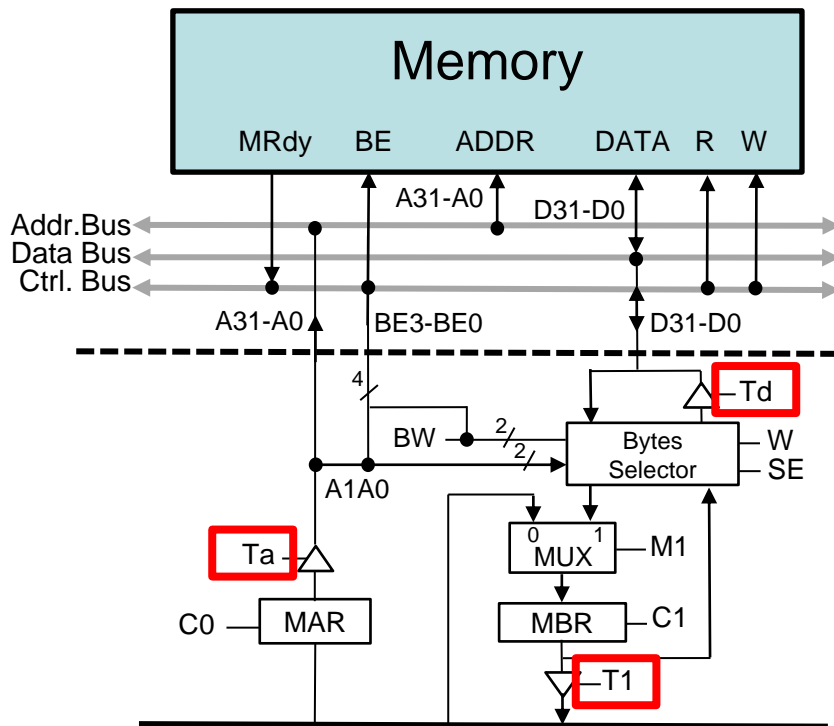 Memory
MRdy BE ADDR DATA R W
A31-A0 D31-D0
Addr.Bus
Data Bus
Ctrl. Bus
A31-A0 BE3-BE0 D31-D0
4
Td
BW 2 Bytes Selector W
2 SE
A1A0
0 1
MUX M1
Ta
C0 MAR MBR C1
T1